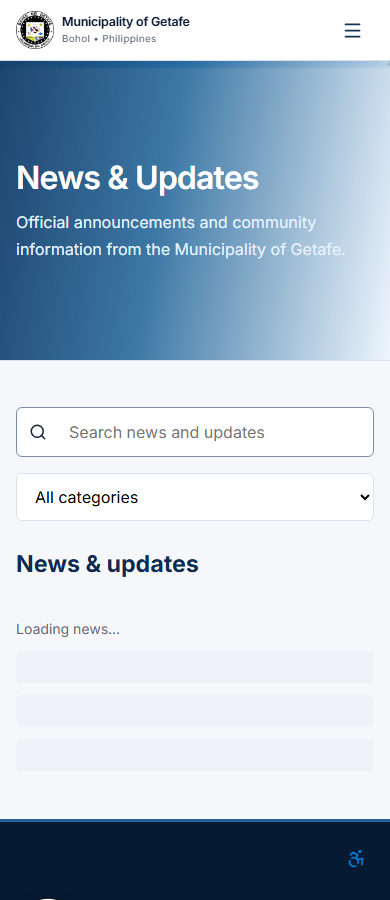 Municipality of Getafe
Bohol • Philippines
News & Updates
Official announcements and community
information from the Municipality of Getafe.
Search news and updates
All categories
News & updates
Loading news...